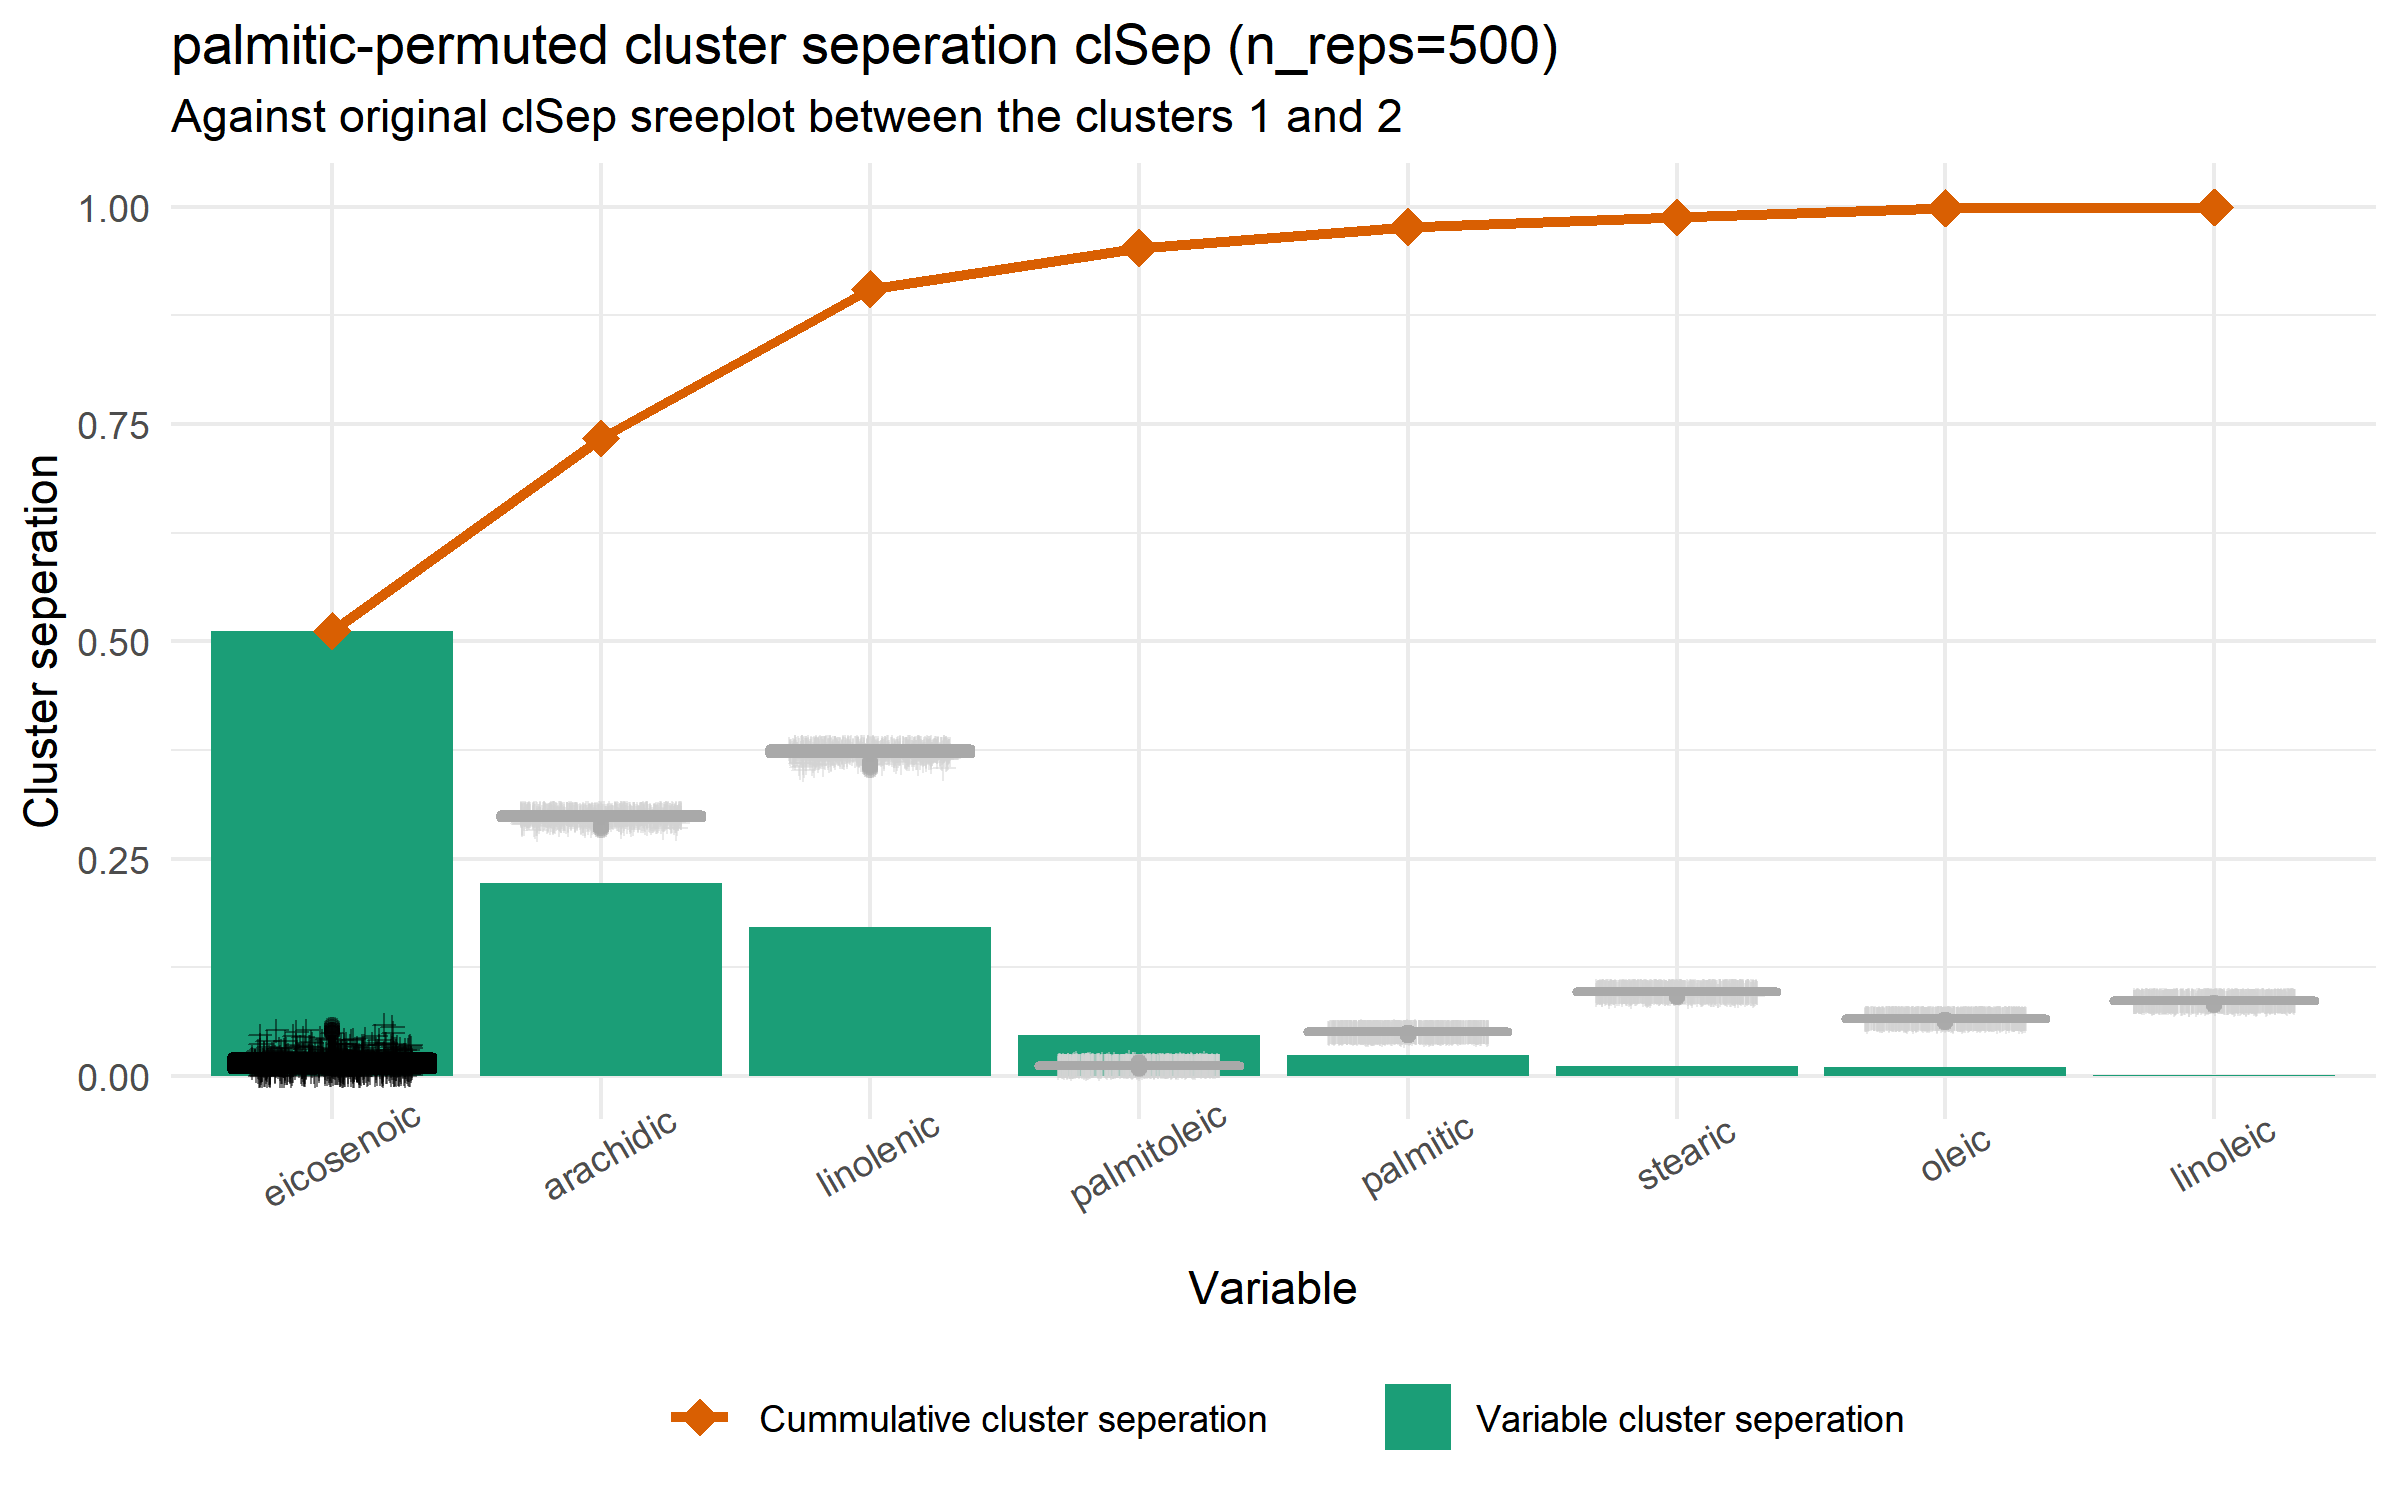 palmitic-permuted cluster seperation clSep (n_reps=500)
Against original clSep sreeplot between the clusters 1 and 2
Cluster seperation
1.00
0.75
0.50
0.25
0.00
eicosenoic
arachidic
linolenic
palmitoleic
palmitic
stearic
oleic
linoleic
Variable
Cummulative cluster seperation
Variable cluster seperation